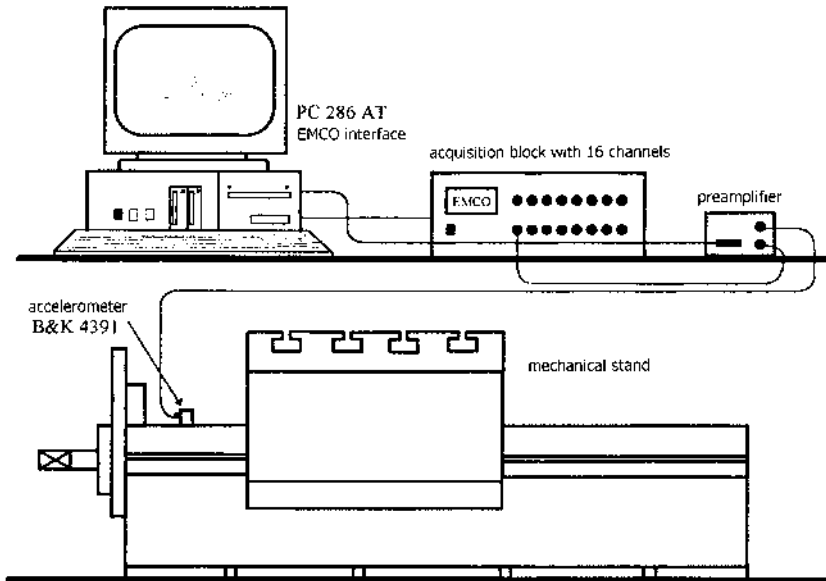 PC 286 AT
EMCO interface
acquisition block with 16 channels
EMCO
preamplifier
accelerometer
B&K 4391
mechanical stand